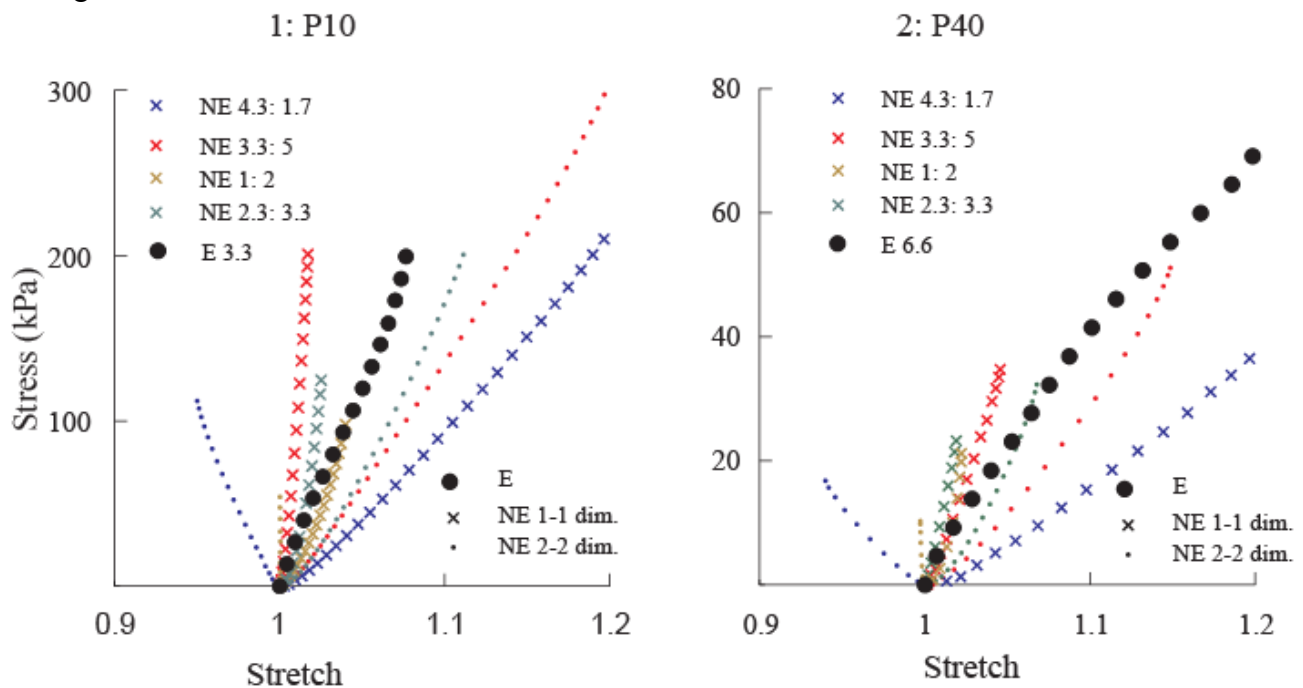 1: P10
300
200
100
Stress (kPa)
NE 4.3: 1.7
NE 3.3: 5
NE 1: 2
NE 2.3: 3.3
E 3.3
E
NE 1-1 dim.
NE 2-2 dim.
0.9
1
1.1
1.2
Stretch
2: P40
80
60
40
20
NE 4.3: 1.7
NE 3.3: 5
NE 1: 2
NE 2.3: 3.3
E 6.6
E
NE 1-1 dim.
NE 2-2 dim.
0.9
1
1.1
1.2
Stretch